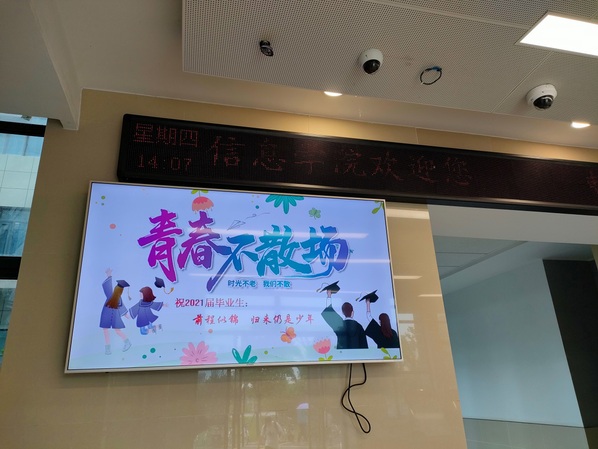 星期四
14:07
信息学院欢迎您
青春不散场
时光不老 我们不散
祝2021届毕业生：
前程似锦 归来仍是少年